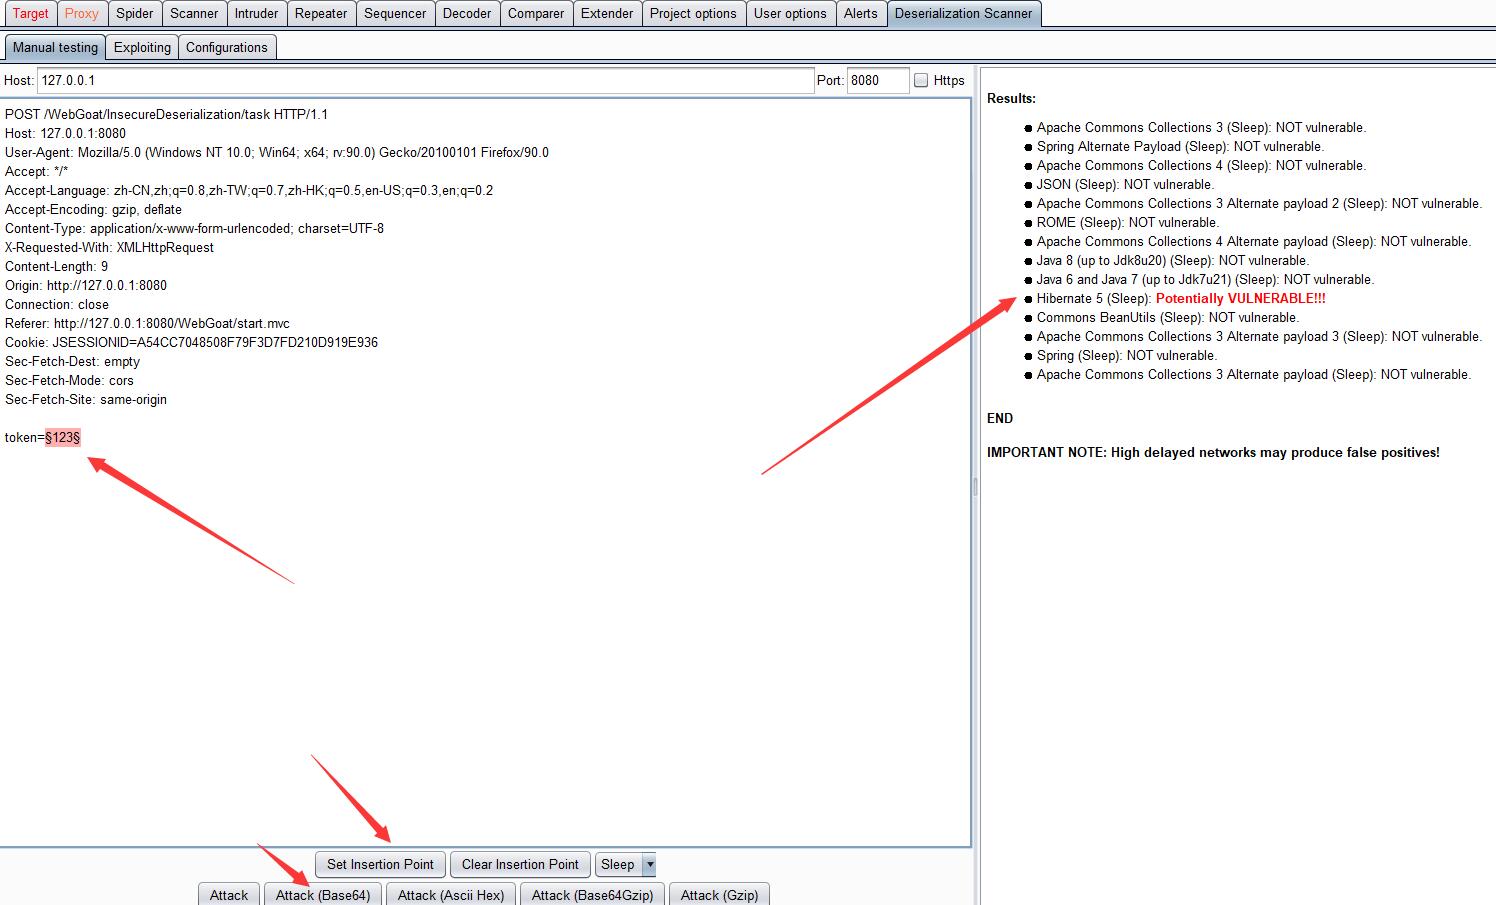 Target Proxy Spider Scanner Intruder Repeater Sequencer Decoder Comparer Extender Project options User options Alerts Deserialization Scanner
Manual testing Exploiting Configurations
Host: 127.0.0.1 Port: 8080 Https
POST /WebGoat/InsecureDeserialization/task HTTP/1.1
Host: 127.0.0.1:8080
User-Agent: Mozilla/5.0 (Windows NT 10.0; Win64; x64; rv:90.0) Gecko/20100101 Firefox/90.0
Accept: */*
Accept-Language: zh-CN,zh;q=0.8,zh-TW;q=0.7,zh-HK;q=0.5,en-US;q=0.3,en;q=0.2
Accept-Encoding: gzip, deflate
Content-Type: application/x-www-form-urlencoded; charset=UTF-8
X-Requested-With: XMLHttpRequest
Content-Length: 9
Origin: http://127.0.0.1:8080
Connection: close
Referer: http://127.0.0.1:8080/WebGoat/start.mvc
Cookie: JSESSIONID=A54CC7048508F79F3D7FD210D919E936
Sec-Fetch-Dest: empty
Sec-Fetch-Mode: cors
Sec-Fetch-Site: same-origin
token=§123§
Set Insertion Point Clear Insertion Point Sleep
Attack Attack (Base64) Attack (Ascii Hex) Attack (Base64Gzip) Attack (Gzip)
Results:
● Apache Commons Collections 3 (Sleep): NOT vulnerable.
● Spring Alternate Payload (Sleep): NOT vulnerable.
● Apache Commons Collections 4 (Sleep): NOT vulnerable.
● JSON (Sleep): NOT vulnerable.
● Apache Commons Collections 3 Alternate payload 2 (Sleep): NOT vulnerable.
● ROME (Sleep): NOT vulnerable.
● Apache Commons Collections 4 Alternate payload (Sleep): NOT vulnerable.
● Java 8 (up to Jdk8u20) (Sleep): NOT vulnerable.
● Java 6 and Java 7 (up to Jdk7u21) (Sleep): NOT vulnerable.
● Hibernate 5 (Sleep): Potentially VULNERABLE!!!
● Commons BeanUtils (Sleep): NOT vulnerable.
● Apache Commons Collections 3 Alternate payload 3 (Sleep): NOT vulnerable.
● Spring (Sleep): NOT vulnerable.
● Apache Commons Collections 3 Alternate payload (Sleep): NOT vulnerable.
END
IMPORTANT NOTE: High delayed networks may produce false positives!